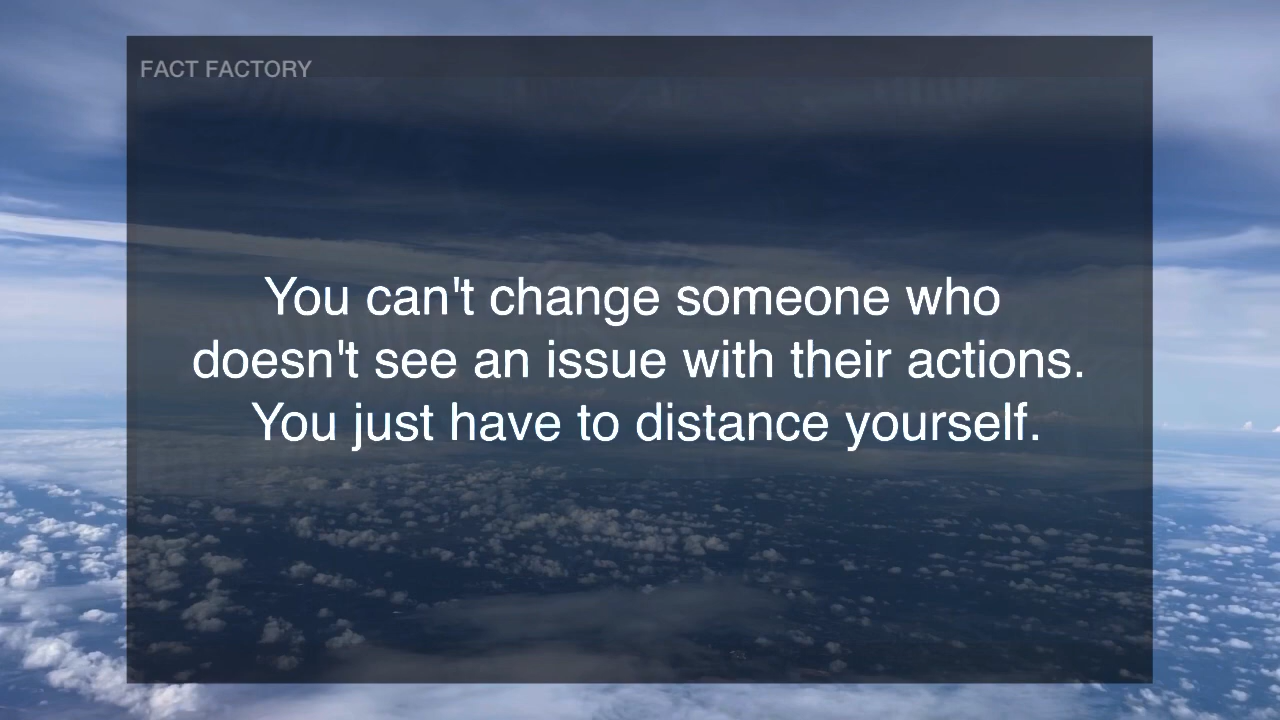 FACT FACTORY
You can't change someone who
doesn't see an issue with their actions.
You just have to distance yourself.